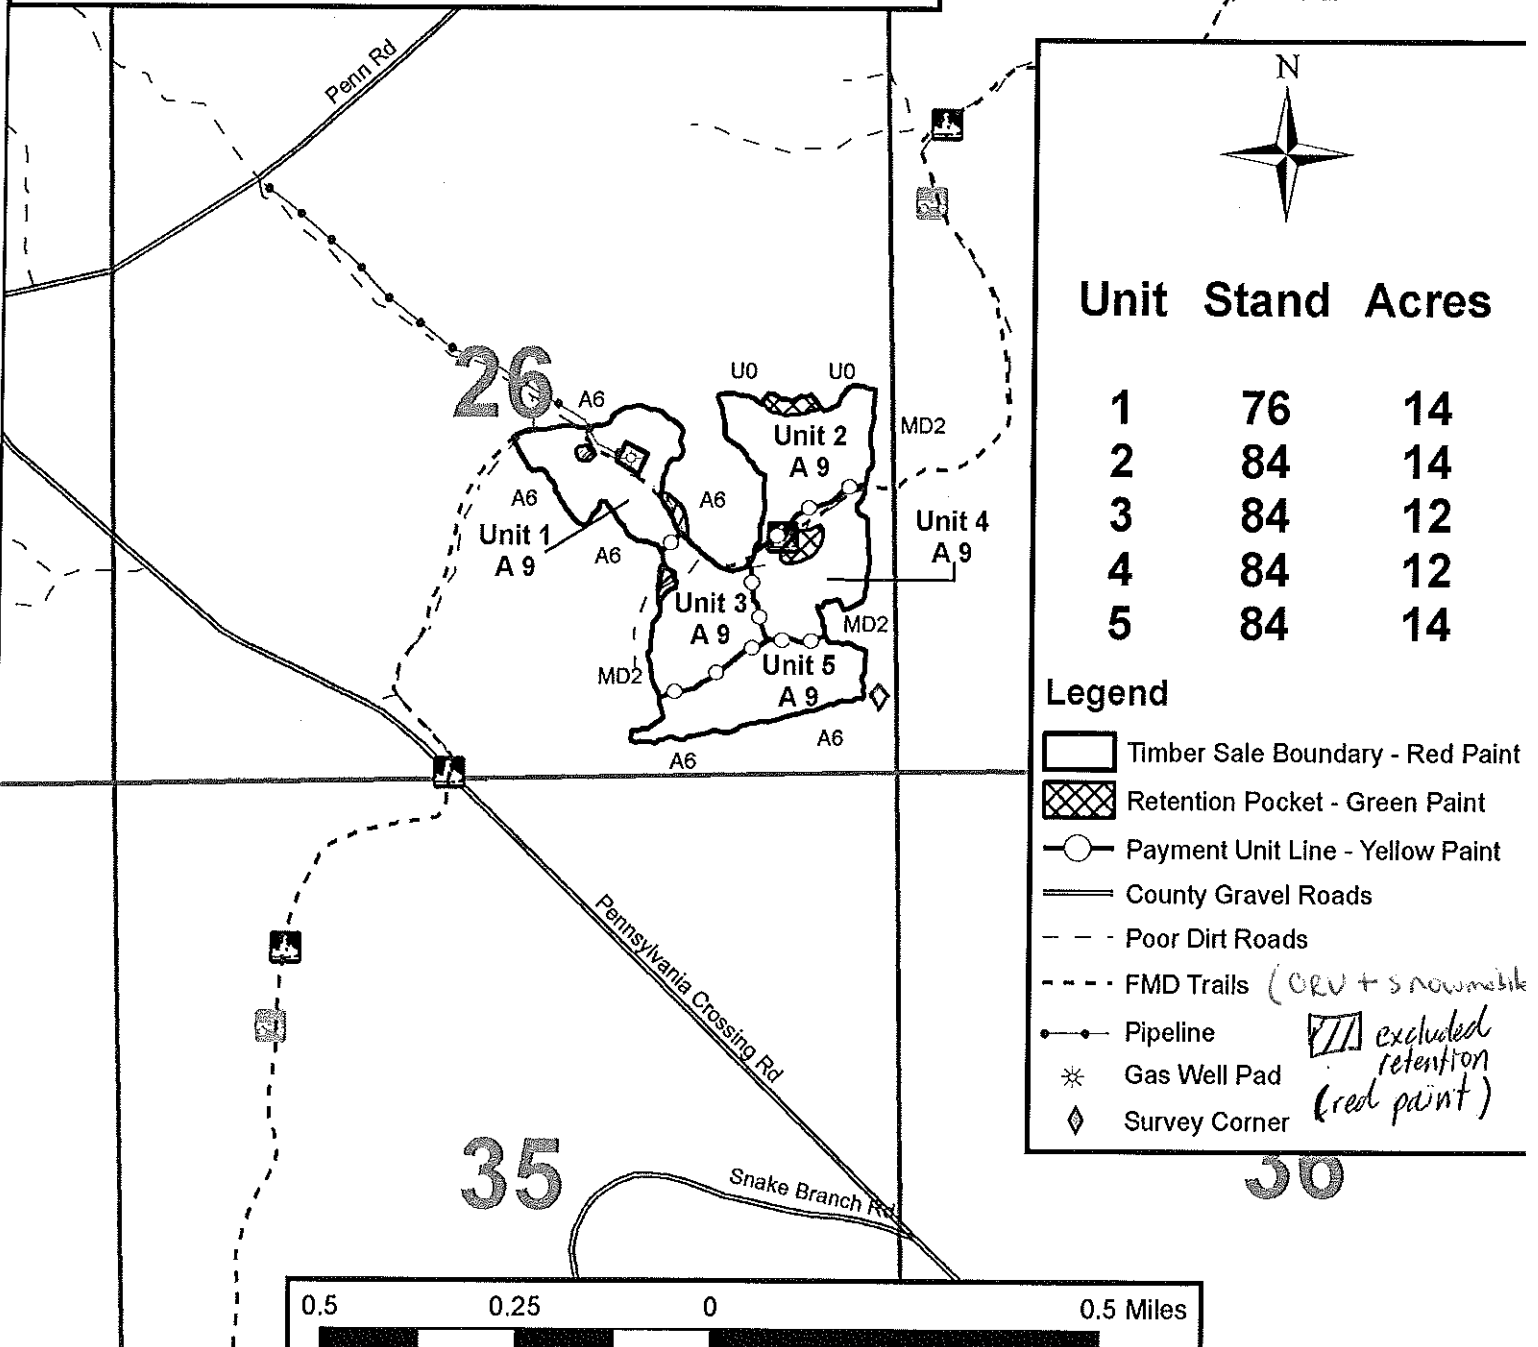 Penn Rd
N
Unit Stand Acres
1 76 14
2 84 14
3 84 12
4 84 12
5 84 14
26
A6
U0 U0
MD2
Unit 2
A 9
A6
A6
Unit 1
A 9
A6
Unit 4
A 9
Unit 3
A 9
MD2
MD2
Unit 5
A 9
A6
A6
Legend
Timber Sale Boundary - Red Paint
Retention Pocket - Green Paint
Payment Unit Line - Yellow Paint
County Gravel Roads
Poor Dirt Roads
FMD Trails (ORV + snowmobile
Pipeline
excluded
retention
(red paint)
Gas Well Pad
Survey Corner
Pennsylvania Crossing Rd
35
36
Snake Branch Rd
0.5 0.25 0 0.5 Miles